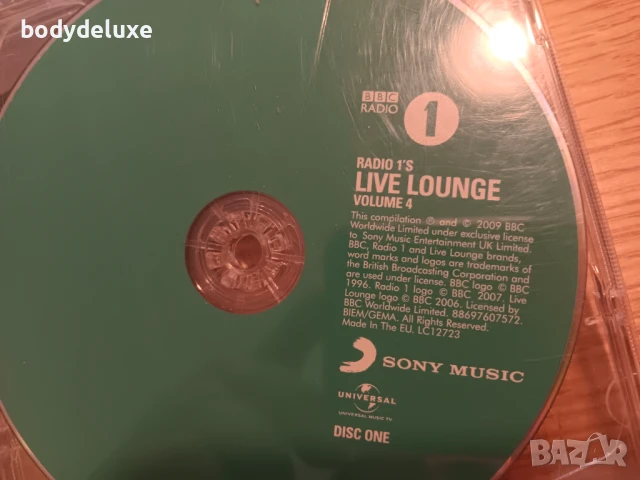 bodydeluxe
BBC
RADIO
1
RADIO 1'S
LIVE LOUNGE
VOLUME 4
This compilation ℗ and © 2009 BBC
Worldwide Limited under exclusive license
to Sony Music Entertainment UK Limited.
BBC, Radio 1 and Live Lounge brands,
word marks and logos are trademarks of
the British Broadcasting Corporation and
are used under license. BBC logo © BBC
1996. Radio 1 logo © BBC 2007. Live
Lounge logo © BBC 2006. Licensed by
BBC Worldwide Limited. 88697607572.
BIEM/GEMA. All Rights Reserved.
Made In The EU. LC12723
SONY MUSIC
UNIVERSAL
UNIVERSAL MUSIC TV
DISC ONE
BAZAR